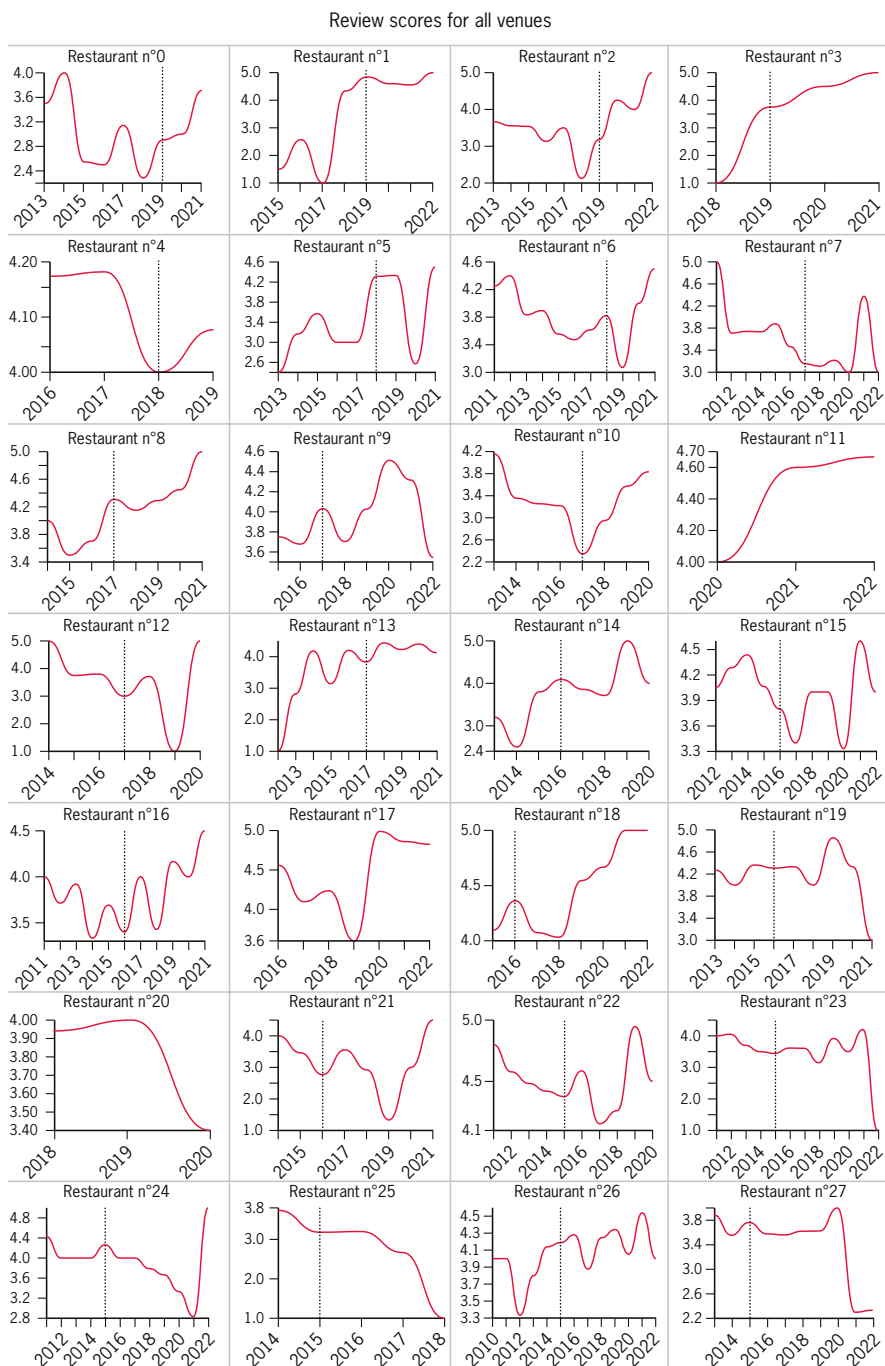 Review scores for all venues
Restaurant n°0
4.0
3.6
3.2
2.8
2.4
2013 2015 2017 2019 2021
Restaurant n°1
5.0
4.0
3.0
2.0
1.0
2015 2017 2019 2022
Restaurant n°2
5.0
4.0
3.0
2.0
2013 2015 2017 2019 2022
Restaurant n°3
5.0
4.0
3.0
2.0
1.0
2018 2019 2020 2021
Restaurant n°4
4.20
4.10
4.00
2016 2017 2018 2019
Restaurant n°5
4.6
4.2
3.8
3.4
3.0
2.6
2013 2015 2017 2019 2021
Restaurant n°6
4.6
4.2
3.8
3.4
3.0
2011 2013 2015 2017 2019 2021
Restaurant n°7
5.0
4.6
4.2
3.8
3.4
3.0
2012 2014 2016 2018 2020 2022
Restaurant n°8
5.0
4.6
4.2
3.8
3.4
2015 2017 2019 2021
Restaurant n°9
4.6
4.4
4.2
4.0
3.8
3.6
2016 2018 2020 2022
Restaurant n°10
4.2
3.8
3.4
3.0
2.6
2.2
2014 2016 2018 2020
Restaurant n°11
4.70
4.60
4.40
4.20
4.00
2020 2021 2022
Restaurant n°12
5.0
4.0
3.0
2.0
1.0
2014 2016 2018 2020
Restaurant n°13
4.0
3.0
2.0
1.0
2013 2015 2017 2019 2021
Restaurant n°14
5.0
4.0
3.0
2.4
2014 2016 2018 2020
Restaurant n°15
4.5
4.0
3.6
3.3
2012 2014 2016 2018 2020 2022
Restaurant n°16
4.5
4.0
3.5
2011 2013 2015 2017 2019 2021
Restaurant n°17
5.0
4.5
4.0
3.6
2016 2018 2020 2022
Restaurant n°18
5.0
4.5
4.0
2016 2018 2020 2022
Restaurant n°19
5.0
4.6
4.2
3.8
3.4
3.0
2013 2015 2017 2019 2021
Restaurant n°20
4.00
3.90
3.80
3.70
3.60
3.50
3.40
2018 2019 2020
Restaurant n°21
4.0
3.0
2.0
1.0
2015 2017 2019 2021
Restaurant n°22
5.0
4.5
4.1
2012 2014 2016 2018 2020
Restaurant n°23
4.0
3.0
2.0
1.0
2012 2014 2016 2018 2020 2022
Restaurant n°24
4.8
4.4
4.0
3.6
3.2
2.8
2012 2014 2016 2018 2020 2022
Restaurant n°25
3.8
3.0
2.0
1.0
2014 2015 2016 2017 2018
Restaurant n°26
4.5
4.3
4.1
3.9
3.7
3.5
3.3
2010 2012 2014 2016 2018 2020 2022
Restaurant n°27
3.8
3.4
3.0
2.6
2.2
2014 2016 2018 2020 2022